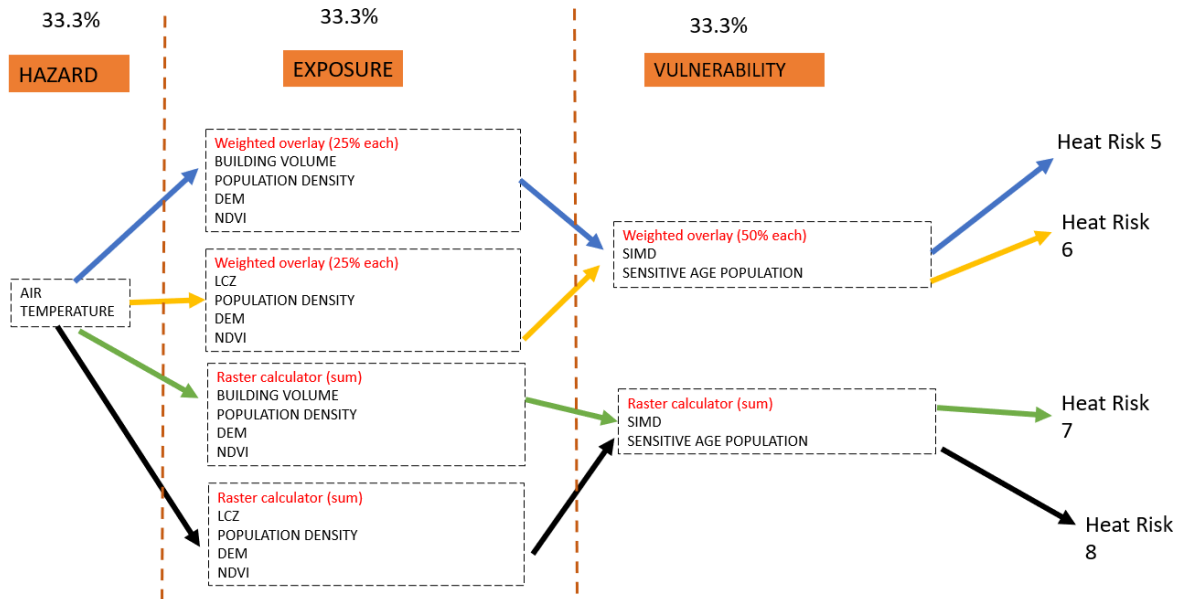 33.3%
33.3%
33.3%
HAZARD
EXPOSURE
VULNERABILITY
AIR
TEMPERATURE
Weighted overlay (25% each)
BUILDING VOLUME
POPULATION DENSITY
DEM
NDVI
Weighted overlay (25% each)
LCZ
POPULATION DENSITY
DEM
NDVI
Raster calculator (sum)
BUILDING VOLUME
POPULATION DENSITY
DEM
NDVI
Raster calculator (sum)
LCZ
POPULATION DENSITY
DEM
NDVI
Weighted overlay (50% each)
SIMD
SENSITIVE AGE POPULATION
Raster calculator (sum)
SIMD
SENSITIVE AGE POPULATION
Heat Risk 5
Heat Risk
6
Heat Risk
7
Heat Risk
8